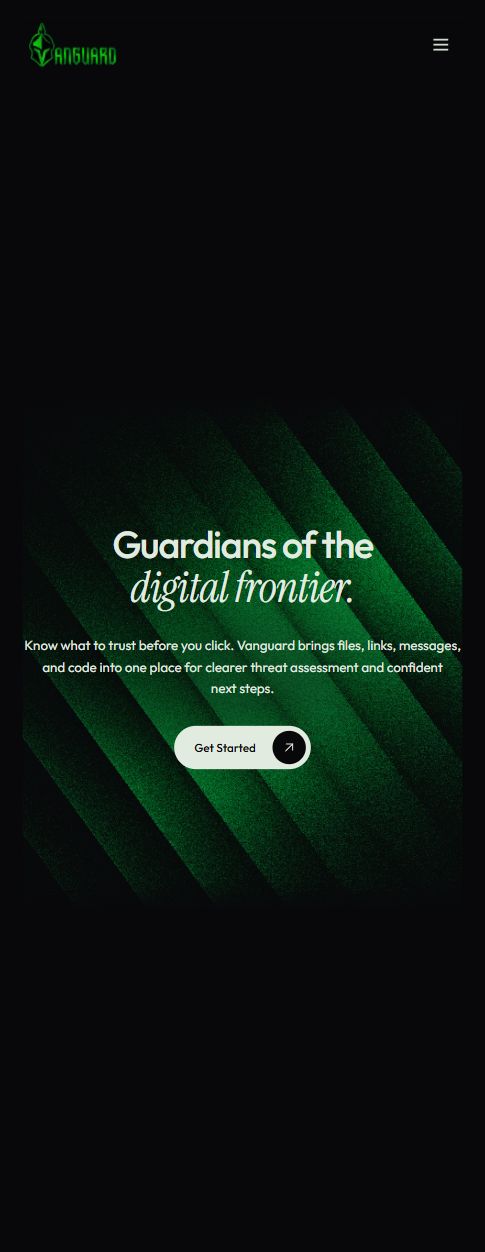 VANGUARD
Guardians of the
digital frontier.
Know what to trust before you click. Vanguard brings files, links, messages,
and code into one place for clearer threat assessment and confident
next steps.
Get Started